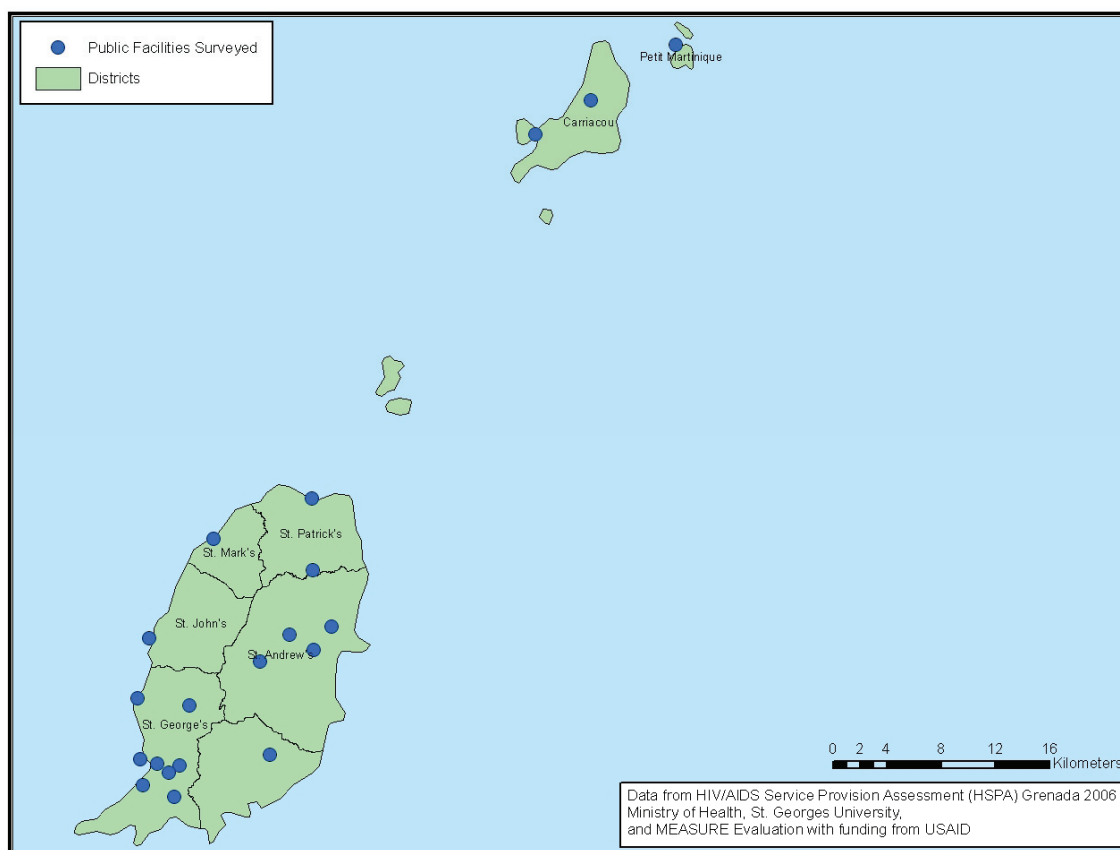 Public Facilities Surveyed
Districts
Petit Martinique
Carriacou
St. Patrick's
St. Mark's
St. John's
St. Andrew's
St. George's
0 2 4 8 12 16
Kilometers
Data from HIV/AIDS Service Provision Assessment (HSPA) Grenada 2006
Ministry of Health, St. Georges University,
and MEASURE Evaluation with funding from USAID